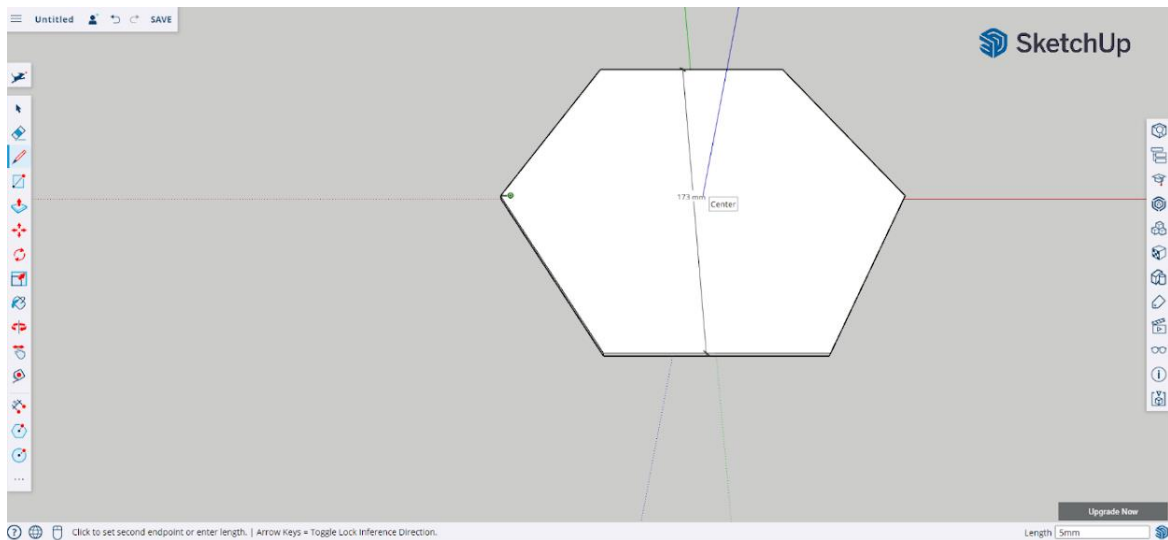 Untitled SAVE
SketchUp
173 mm
Center
Upgrade Now
Click to set second endpoint or enter length. | Arrow Keys = Toggle Lock Inference Direction.
Length 5mm